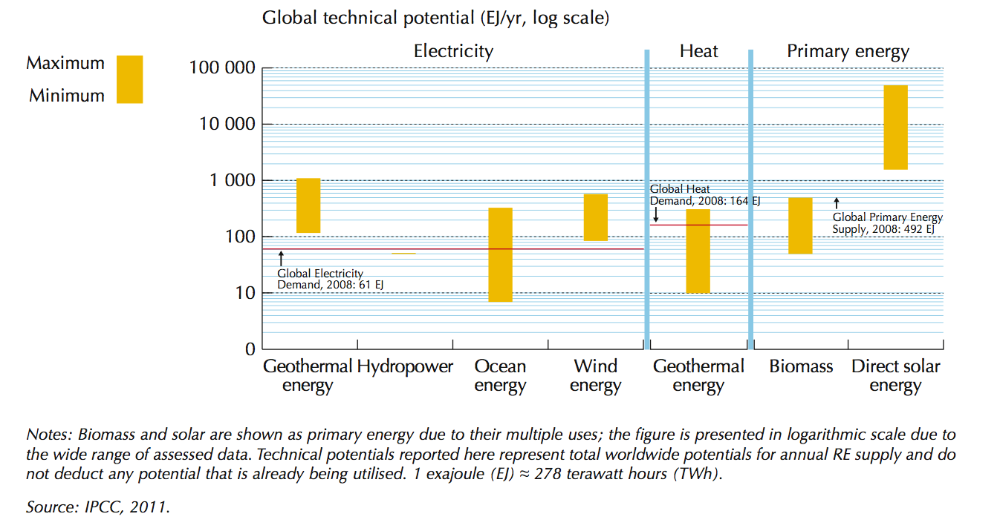 Global technical potential (EJ/yr, log scale)
Maximum
Minimum
Electricity
Heat
Primary energy
100 000
10 000
1 000
100
10
0
Global Electricity
Demand, 2008: 61 EJ
Global Heat
Demand, 2008: 164 EJ
Global Primary Energy
Supply, 2008: 492 EJ
Geothermal
energy
Hydropower
Ocean
energy
Wind
energy
Geothermal
energy
Biomass
Direct solar
energy
Notes: Biomass and solar are shown as primary energy due to their multiple uses; the figure is presented in logarithmic scale due to
the wide range of assessed data. Technical potentials reported here represent total worldwide potentials for annual RE supply and do
not deduct any potential that is already being utilised. 1 exajoule (EJ) ≈ 278 terawatt hours (TWh).
Source: IPCC, 2011.